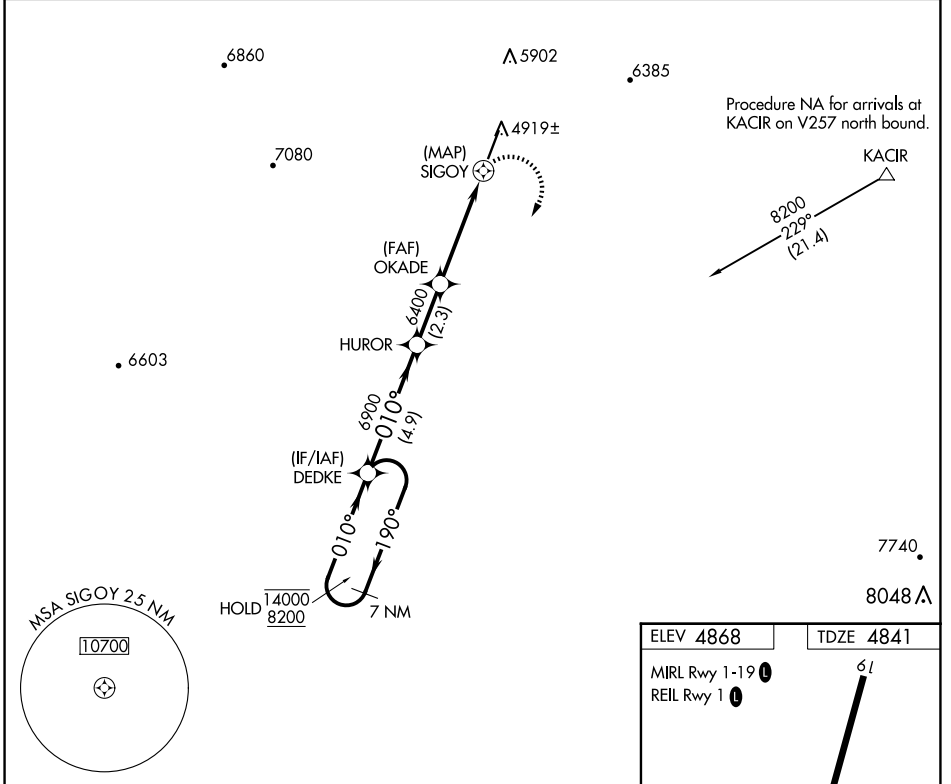 6860
5902
6385
Procedure NA for arrivals at
KACIR on V257 north bound.
4919±
(MAP)
SIGOY
7080
KACIR
8200
229°
(21.4)
(FAF)
OKADE
6400
(2.3)
HUROR
6603
6900
010°
(4.9)
(IF/IAF)
DEDKE
010°
190°
7740
HOLD
14000
8200
7 NM
8048
MSA SIGOY 25 NM
10700
ELEV 4868
TDZE 4841
MIRL Rwy 1-19 L
REIL Rwy 1 L
19